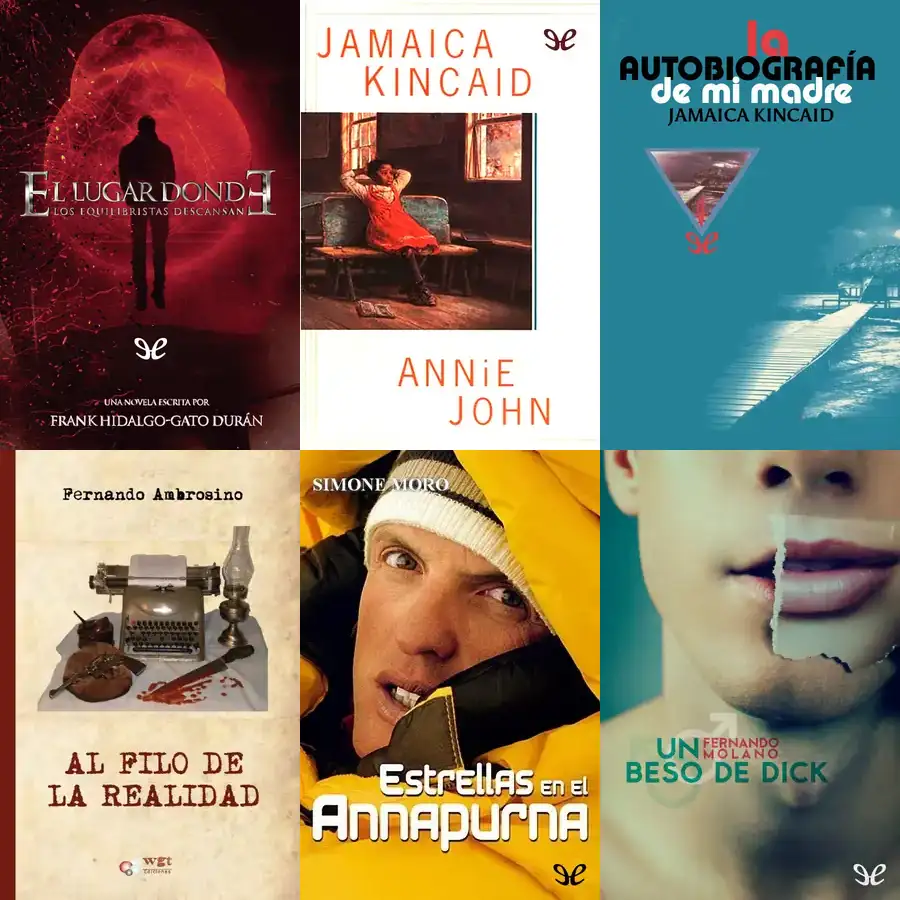 EL LUGAR DONDE
LOS EQUILIBRISTAS DESCANSAN
UNA NOVELA ESCRITA POR
FRANK HIDALGO-GATO DURÁN
JAMAICA
KINCAID
ANNiE
JOHN
la
AUTOBIOGRAFÍA
de mi madre
JAMAICA KINCAID
Fernando Ambrosino
AL FILO DE
LA REALIDAD
wgt
Ediciones
SIMONE MORO
Estrellas en el
Annapurna
UN FERNANDO
MOLANO
BESO DE DICK